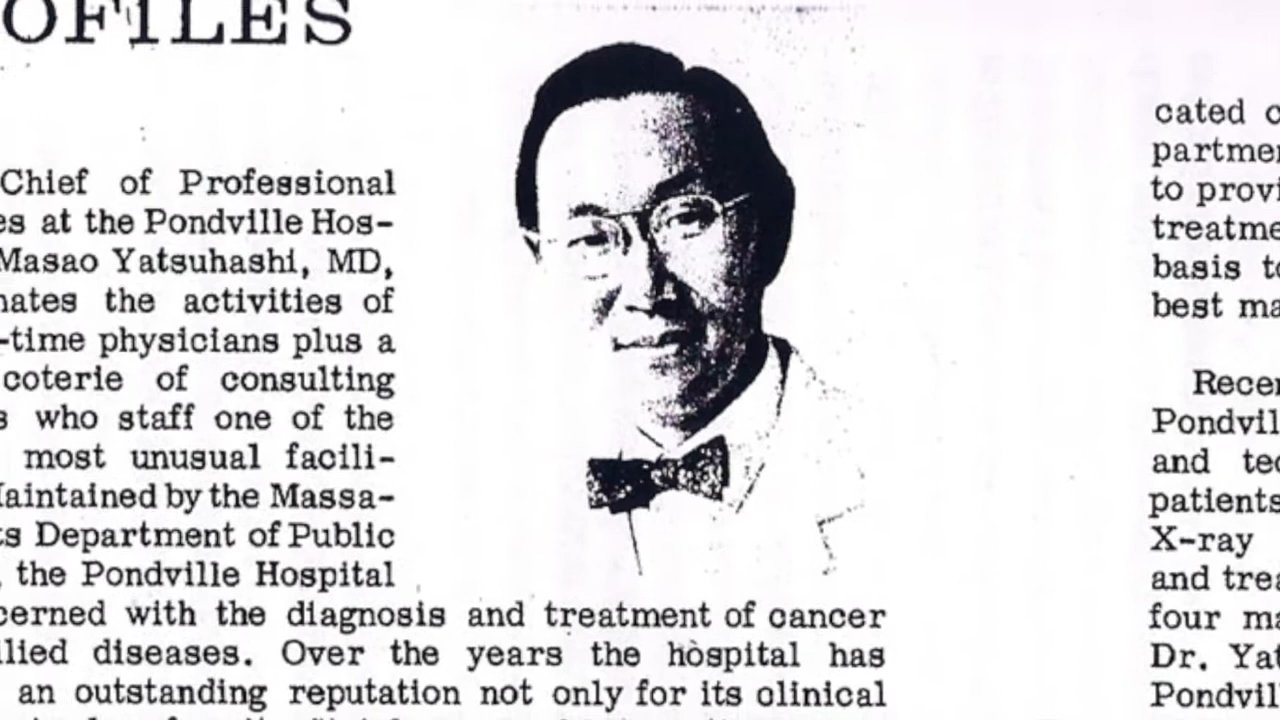 OFILES
Chief of Professional
es at the Pondville Hos-
Masao Yatsuhashi, MD,
nates the activities of
-time physicians plus a
coterie of consulting
s who staff one of the
most unusual facili-
Maintained by the Massa-
ts Department of Public
, the Pondville Hospital
cerned with the diagnosis and treatment of cancer
llied diseases. Over the years the hospital has
an outstanding reputation not only for its clinical
cated c
partmen
to provi
treatme
basis to
best ma
Recen
Pondvil
and tec
patients
X-ray
and trea
four ma
Dr. Yat
Pondvill